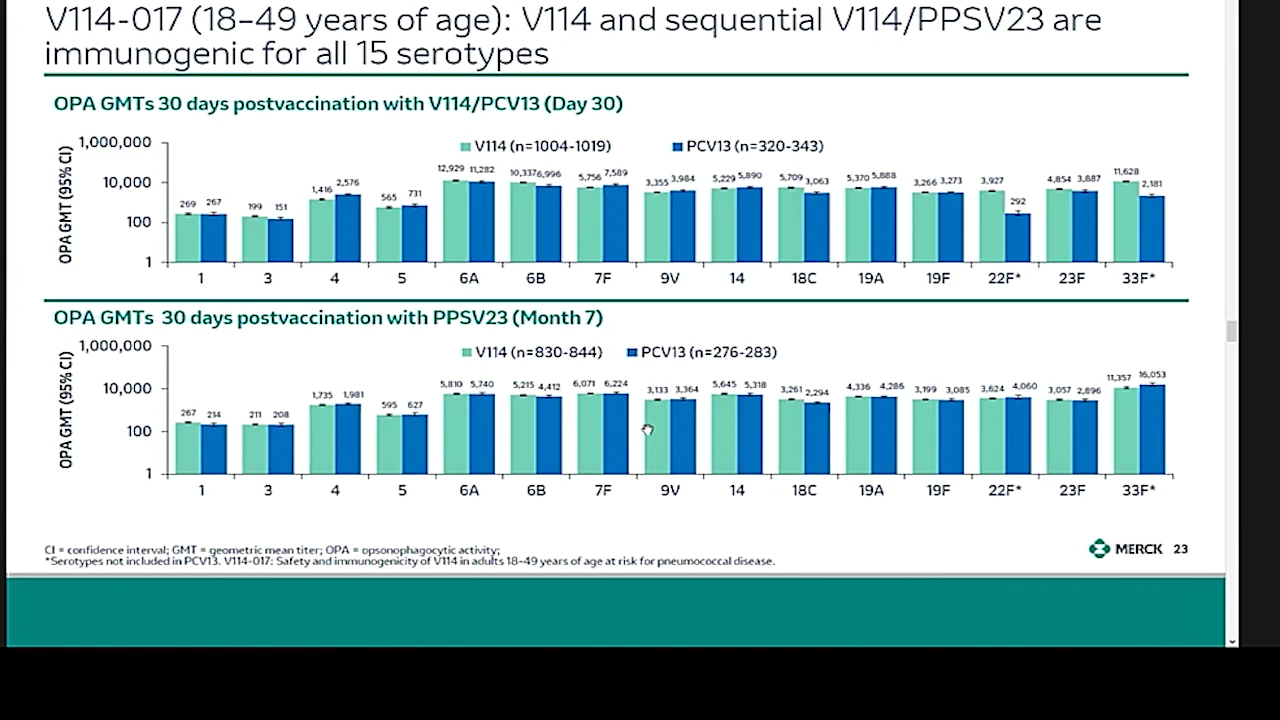 V114-017 (18–49 years of age): V114 and sequential V114/PPSV23 are
immunogenic for all 15 serotypes
OPA GMTs 30 days postvaccination with V114/PCV13 (Day 30)
OPA GMT (95% CI)
1,000,000
10,000
100
1
V114 (n=1004-1019) PCV13 (n=320-343)
269 267 199 151 1,416 2,576 565 731 12,929 11,282 10,337 6,996 5,756 7,589 3,355 3,984 5,229 5,890 5,709 3,063 5,370 5,888 3,266 3,273 3,927 292 4,854 3,887 11,628 2,181
1 3 4 5 6A 6B 7F 9V 14 18C 19A 19F 22F* 23F 33F*
OPA GMTs 30 days postvaccination with PPSV23 (Month 7)
OPA GMT (95% CI)
1,000,000
10,000
100
1
V114 (n=830-844) PCV13 (n=276-283)
267 214 211 208 1,735 1,981 595 627 5,810 5,740 5,215 4,412 6,071 6,224 3,133 3,364 5,645 5,318 3,261 2,294 4,336 4,286 3,199 3,085 3,624 4,060 3,057 2,896 11,357 16,053
1 3 4 5 6A 6B 7F 9V 14 18C 19A 19F 22F* 23F 33F*
CI = confidence interval; GMT = geometric mean titer; OPA = opsonophagocytic activity;
*Serotypes not included in PCV13. V114-017: Safety and immunogenicity of V114 in adults 18-49 years of age at risk for pneumococcal disease.
MERCK 23